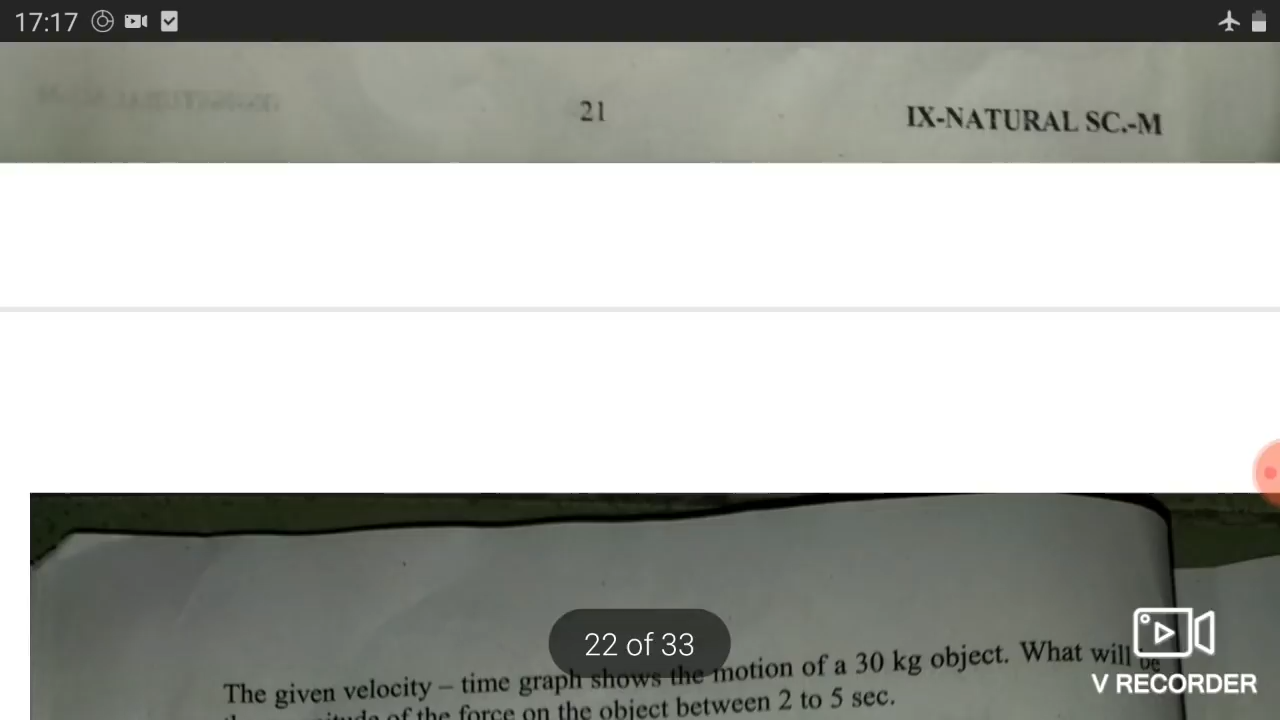 17:17
21
IX-NATURAL SC.-M
22 of 33
The given velocity – time graph shows the motion of a 30 kg object. What will be
of the force on the object between 2 to 5 sec.
V RECORDER